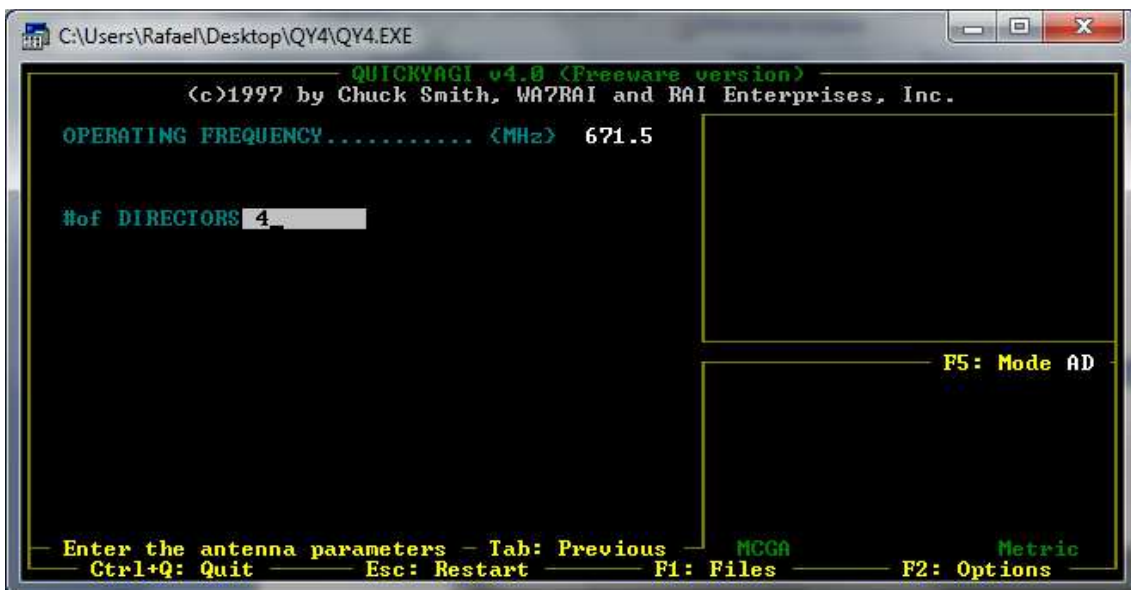 C:\Users\Rafael\Desktop\QY4\QY4.EXE
QUICKYAGI v4.0 (Freeware version)
(c)1997 by Chuck Smith, WA7RAI and RAI Enterprises, Inc.
OPERATING FREQUENCY........... (MHz) 671.5
#of DIRECTORS 4_
F5: Mode AD
Enter the antenna parameters - Tab: Previous
MCGA Metric
Ctrl+Q: Quit Esc: Restart F1: Files F2: Options